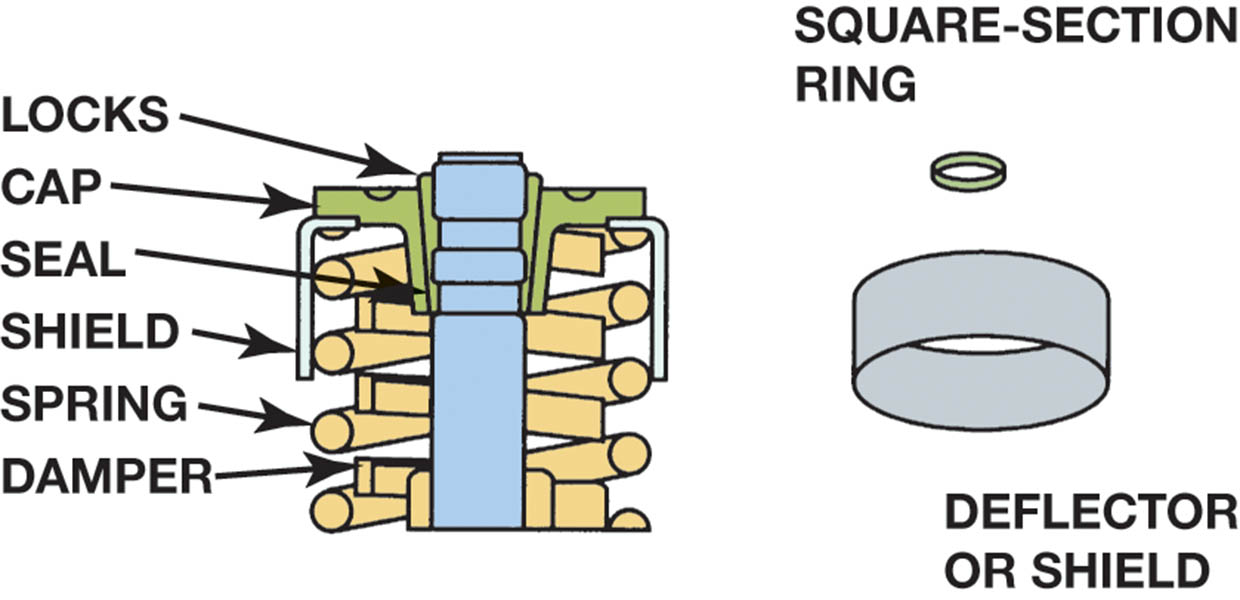 SQUARE-SECTION
RING
LOCKS
CAP
SEAL
SHIELD
SPRING
DAMPER
DEFLECTOR
OR SHIELD